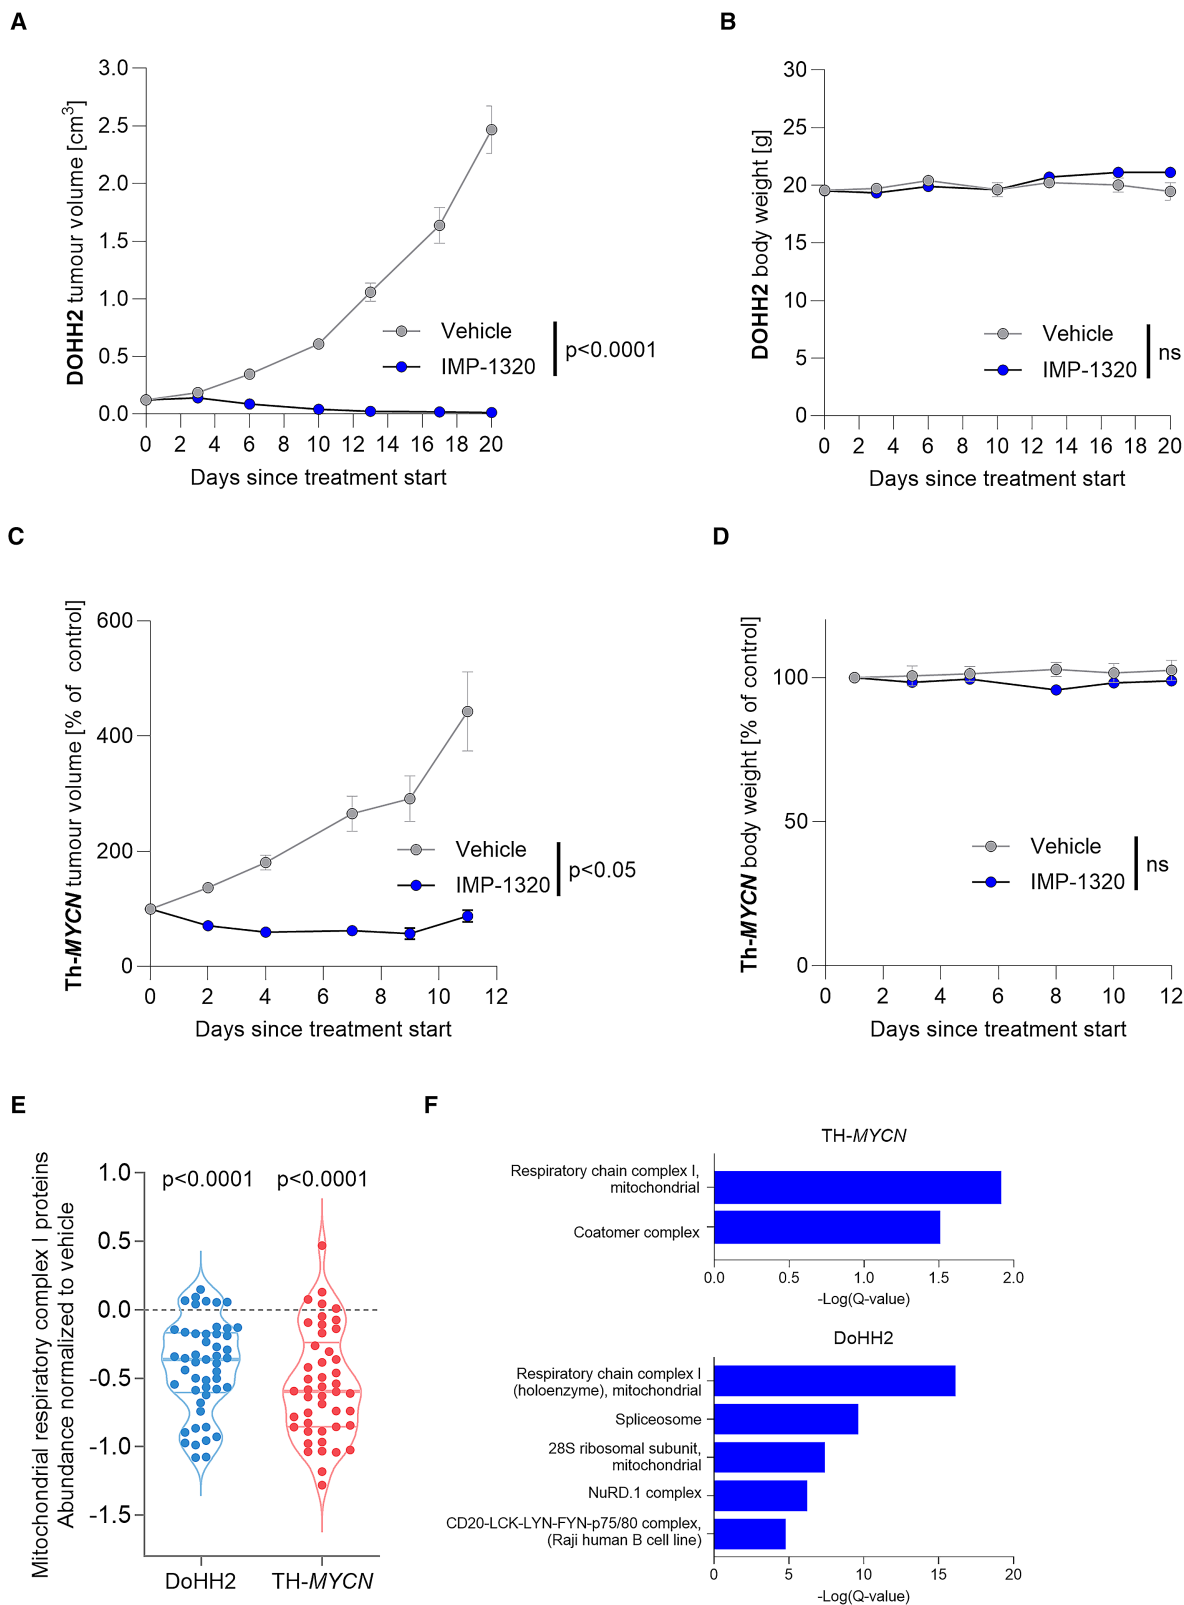 A
3.0
2.5
2.0
1.5
1.0
0.5
0.0
DOHH2 tumour volume [cm3]
Vehicle
IMP-1320
p<0.0001
0 2 4 6 8 10 12 14 16 18 20
Days since treatment start
B
30
25
20
15
10
5
0
DOHH2 body weight [g]
Vehicle
IMP-1320
ns
0 2 4 6 8 10 12 14 16 18 20
Days since treatment start
C
600
400
200
0
Th-MYCN tumour volume [% of control]
Vehicle
IMP-1320
p<0.05
0 2 4 6 8 10 12
Days since treatment start
D
100
50
0
Th-MYCN body weight [% of control]
Vehicle
IMP-1320
ns
0 2 4 6 8 10 12
Days since treatment start
E
Mitochondrial respiratory complex I proteins
Abundance normalized to vehicle
1.0
0.5
0.0
-0.5
-1.0
-1.5
p<0.0001 p<0.0001
DoHH2 TH-MYCN
F
TH-MYCN
Respiratory chain complex I,
mitochondrial
Coatomer complex
0.0 0.5 1.0 1.5 2.0
-Log(Q-value)
DoHH2
Respiratory chain complex I
(holoenzyme), mitochondrial
Spliceosome
28S ribosomal subunit,
mitochondrial
NuRD.1 complex
CD20-LCK-LYN-FYN-p75/80 complex,
(Raji human B cell line)
0 5 10 15 20
-Log(Q-value)